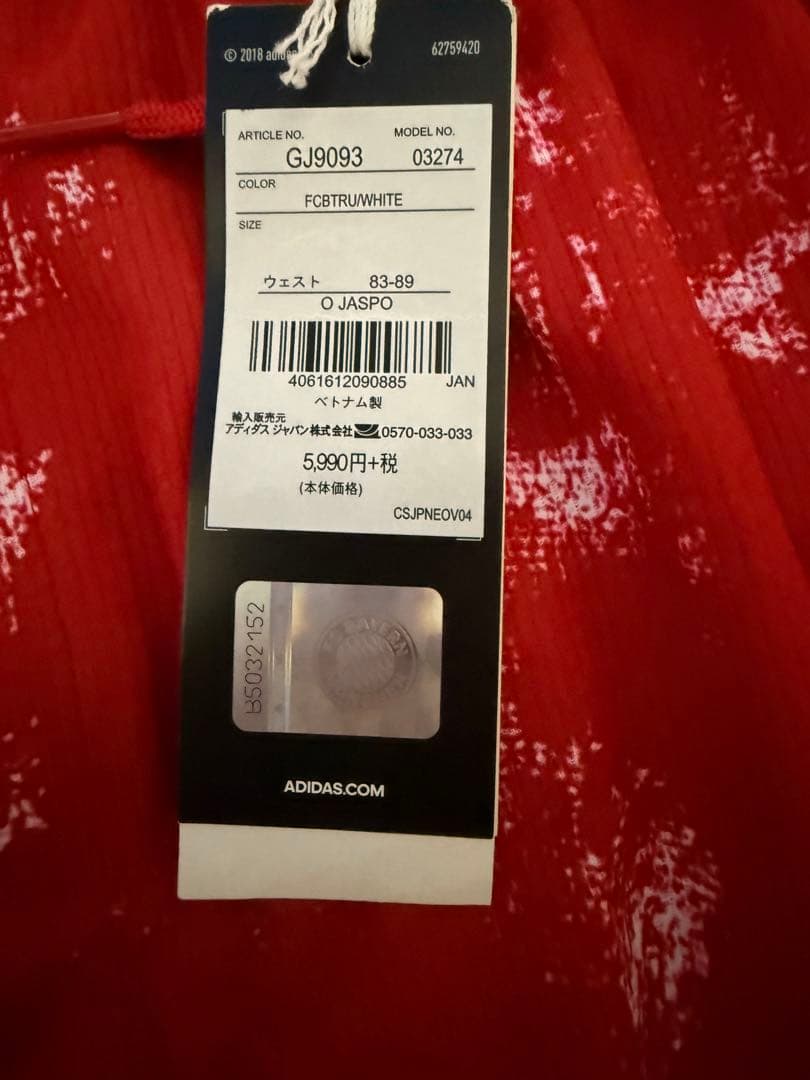 © 2018 adidas 62759420
ARTICLE NO. MODEL NO.
GJ9093 03274
COLOR
FCBTRU/WHITE
SIZE
ウェスト 83-89
O JASPO
4061612090885 JAN
ベトナム製
輸入販売元
アディダス ジャパン株式会社 0570-033-033
5,990円+税
(本体価格)
CSJPNEOV04
B5032152
FC BAYERN
ADIDAS.COM